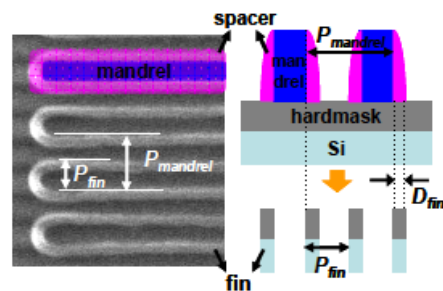 spacer
mandrel
P_mandrel
man
drel
hardmask
Si
P_mandrel
P_fin
D_fin
P_fin
fin